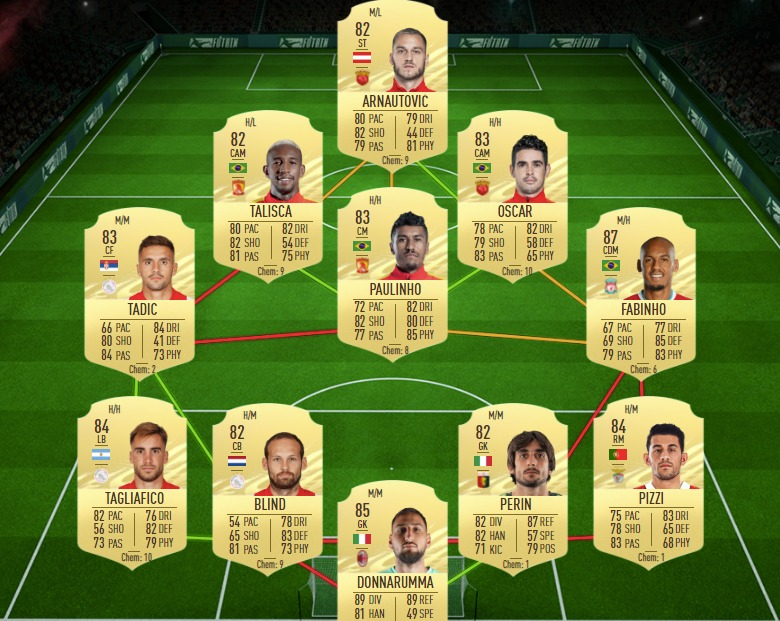 M/L
82
ST
ARNAUTOVIC
80 PAC 79 DRI
82 SHO 44 DEF
79 PAS 81 PHY
Chem: 9
H/L
82
CAM
TALISCA
80 PAC 82 DRI
82 SHO 54 DEF
81 PAS 75 PHY
Chem: 9
H/H
83
CM
PAULINHO
72 PAC 82 DRI
82 SHO 80 DEF
77 PAS 85 PHY
Chem: 8
H/H
83
CAM
OSCAR
78 PAC 82 DRI
79 SHO 58 DEF
83 PAS 65 PHY
Chem: 10
M/M
83
CF
TADIC
66 PAC 84 DRI
80 SHO 41 DEF
84 PAS 73 PHY
Chem: 2
M/H
87
CDM
FABINHO
67 PAC 77 DRI
69 SHO 85 DEF
79 PAS 83 PHY
Chem: 6
H/H
84
LB
TAGLIAFICO
82 PAC 76 DRI
56 SHO 82 DEF
73 PAS 79 PHY
Chem: 10
H/M
82
CB
BLIND
54 PAC 78 DRI
65 SHO 83 DEF
81 PAS 73 PHY
Chem: 9
M/M
85
GK
DONNARUMMA
89 DIV 89 REF
81 HAN 49 SPE
M/M
82
GK
PERIN
82 DIV 87 REF
82 HAN 57 SPE
71 KIC 79 POS
Chem: 1
H/M
84
RM
PIZZI
75 PAC 83 DRI
78 SHO 65 DEF
83 PAS 68 PHY
Chem: 1